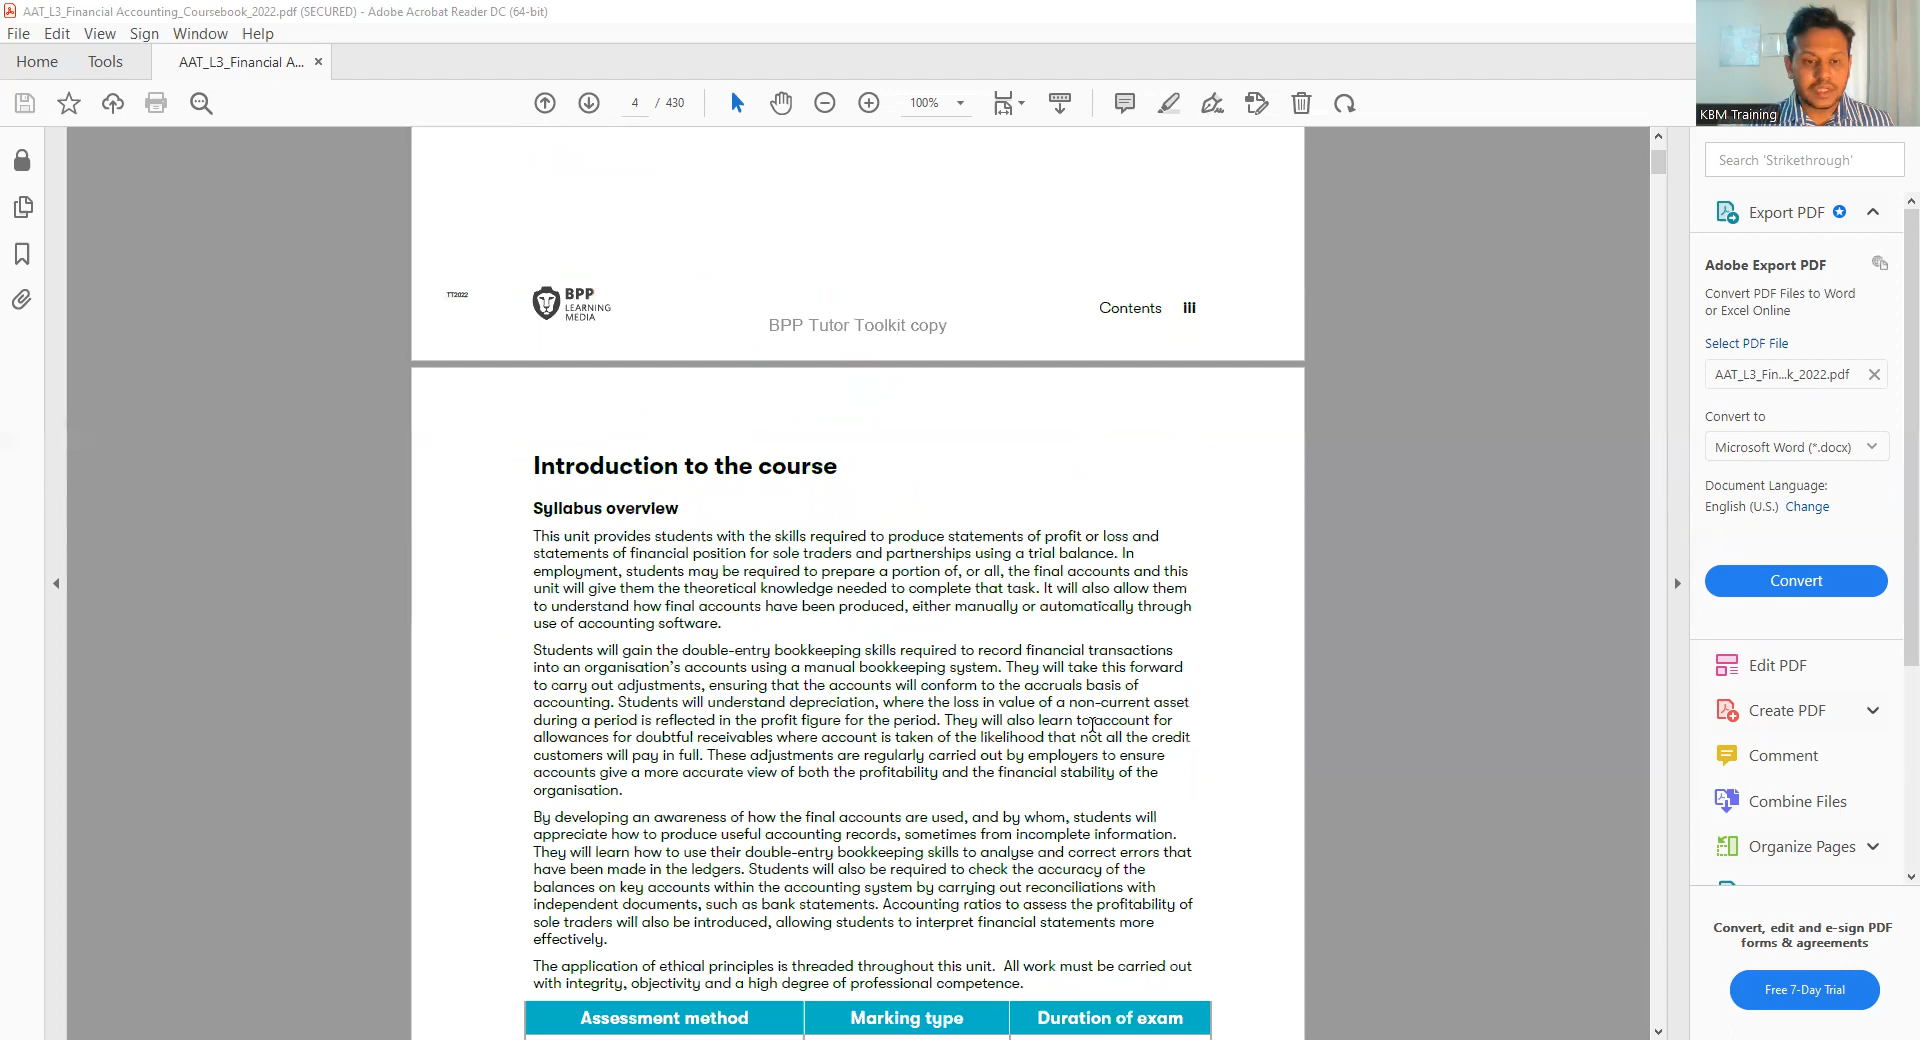 AAT_L3_Financial Accounting_Coursebook_2022.pdf (SECURED) - Adobe Acrobat Reader DC (64-bit)
File Edit View Sign Window Help
Home Tools AAT_L3_Financial A... ×
4 / 430 100%
KBM Training
Search 'Strikethrough'
Export PDF
Adobe Export PDF
Convert PDF Files to Word
or Excel Online
Select PDF File
AAT_L3_Fin...k_2022.pdf
Convert to
Microsoft Word (*.docx)
Document Language:
English (U.S.) Change
Convert
Edit PDF
Create PDF
Comment
Combine Files
Organize Pages
Convert, edit and e-sign PDF
forms & agreements
Free 7-Day Trial
TT2022
BPP
LEARNING
MEDIA
Contents iii
BPP Tutor Toolkit copy
Introduction to the course
Syllabus overview
This unit provides students with the skills required to produce statements of profit or loss and
statements of financial position for sole traders and partnerships using a trial balance. In
employment, students may be required to prepare a portion of, or all, the final accounts and this
unit will give them the theoretical knowledge needed to complete that task. It will also allow them
to understand how final accounts have been produced, either manually or automatically through
use of accounting software.
Students will gain the double-entry bookkeeping skills required to record financial transactions
into an organisation's accounts using a manual bookkeeping system. They will take this forward
to carry out adjustments, ensuring that the accounts will conform to the accruals basis of
accounting. Students will understand depreciation, where the loss in value of a non-current asset
during a period is reflected in the profit figure for the period. They will also learn to account for
allowances for doubtful receivables where account is taken of the likelihood that not all the credit
customers will pay in full. These adjustments are regularly carried out by employers to ensure
accounts give a more accurate view of both the profitability and the financial stability of the
organisation.
By developing an awareness of how the final accounts are used, and by whom, students will
appreciate how to produce useful accounting records, sometimes from incomplete information.
They will learn how to use their double-entry bookkeeping skills to analyse and correct errors that
have been made in the ledgers. Students will also be required to check the accuracy of the
balances on key accounts within the accounting system by carrying out reconciliations with
independent documents, such as bank statements. Accounting ratios to assess the profitability of
sole traders will also be introduced, allowing students to interpret financial statements more
effectively.
The application of ethical principles is threaded throughout this unit. All work must be carried out
with integrity, objectivity and a high degree of professional competence.
Assessment method Marking type Duration of exam